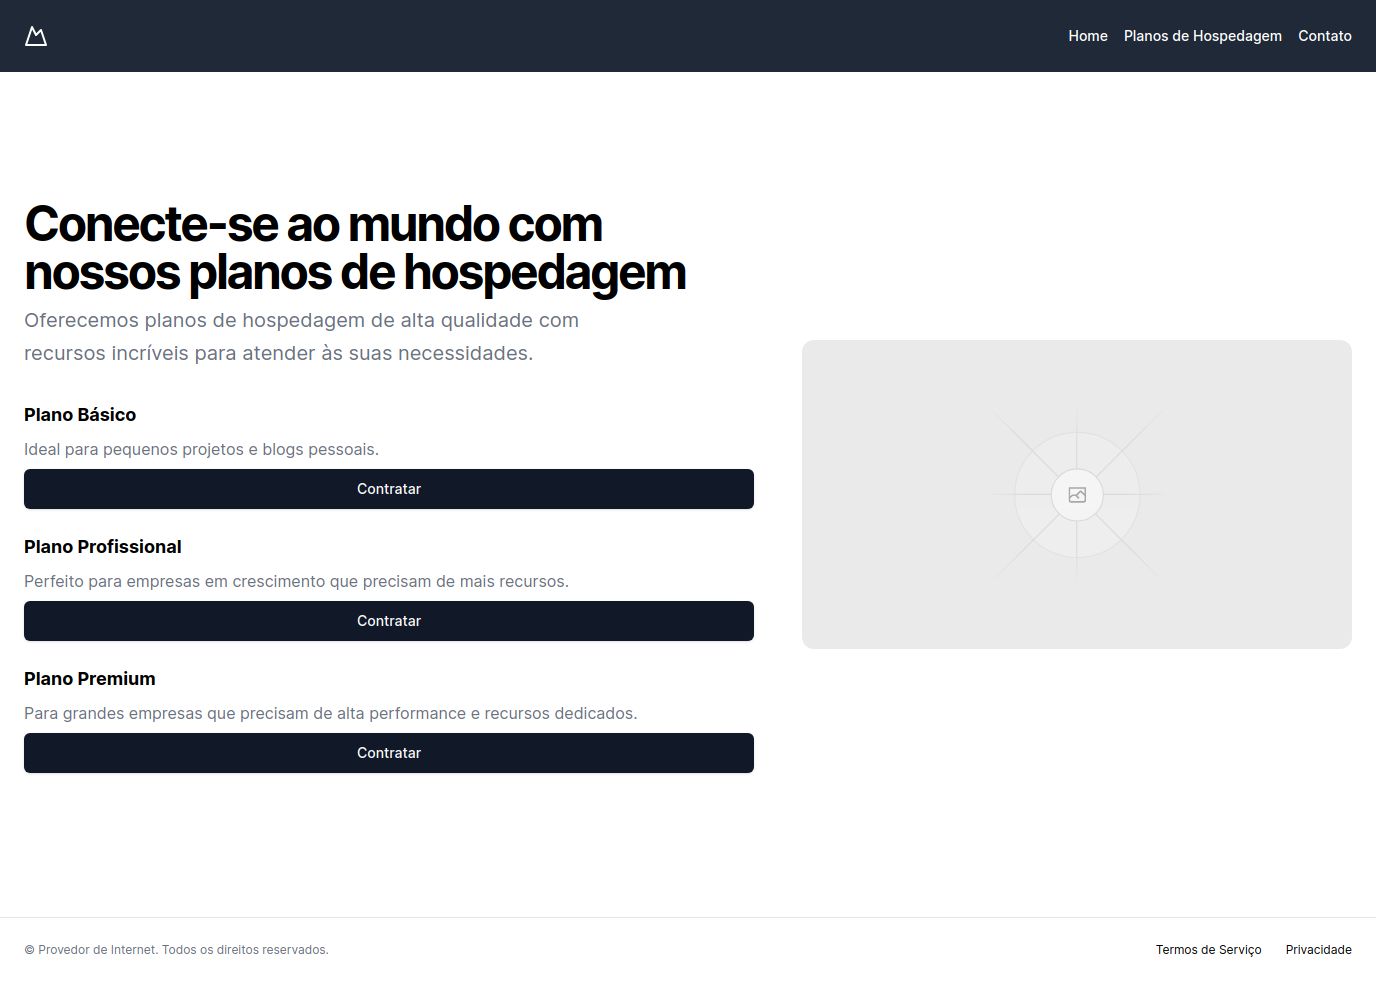 Home Planos de Hospedagem Contato
Conecte-se ao mundo com
nossos planos de hospedagem
Oferecemos planos de hospedagem de alta qualidade com
recursos incríveis para atender às suas necessidades.
Plano Básico
Ideal para pequenos projetos e blogs pessoais.
Contratar
Plano Profissional
Perfeito para empresas em crescimento que precisam de mais recursos.
Contratar
Plano Premium
Para grandes empresas que precisam de alta performance e recursos dedicados.
Contratar
© Provedor de Internet. Todos os direitos reservados.
Termos de Serviço Privacidade